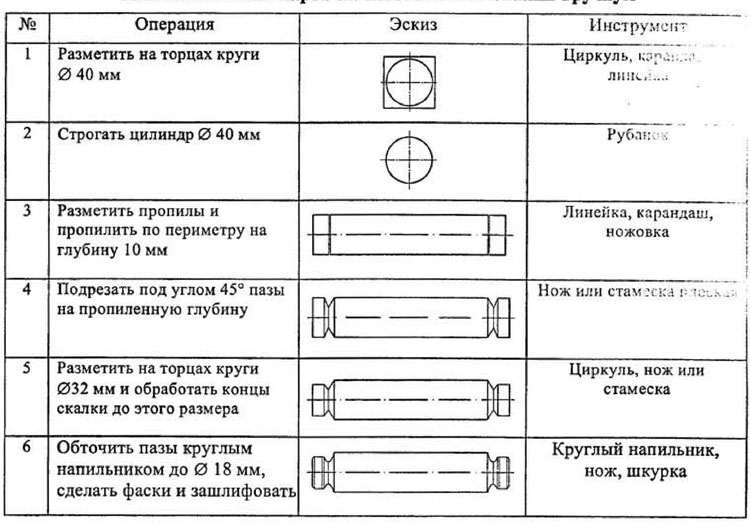 № Операция Эскиз Инструмент
1 Разметить на торцах круги Циркуль,
Ø 40 мм
2 Строгать цилиндр Ø 40 мм Рубанок
3 Разметить пропилы и Линейка, карандаш,
пропилить по периметру на ножовка
глубину 10 мм
4 Подрезать под углом 45° пазы Нож или стамеска плоская
на пропиленную глубину
5 Разметить на торцах круги Циркуль, нож или
Ø32 мм и обработать концы стамеска
скалки до этого размера
6 Обточить пазы круглым Круглый напильник,
напильником до Ø 18 мм, нож, шкурка
сделать фаски и зашлифовать